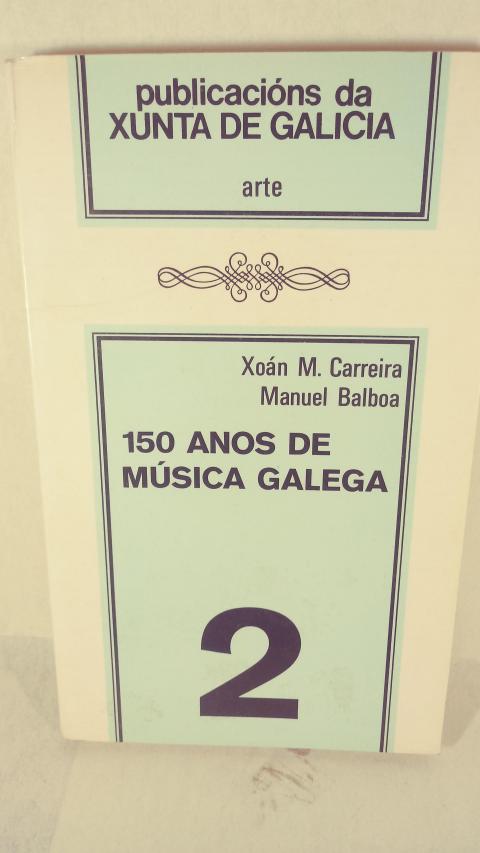 publicacións da
XUNTA DE GALICIA
arte
Xoán M. Carreira
Manuel Balboa
150 ANOS DE
MÚSICA GALEGA
2